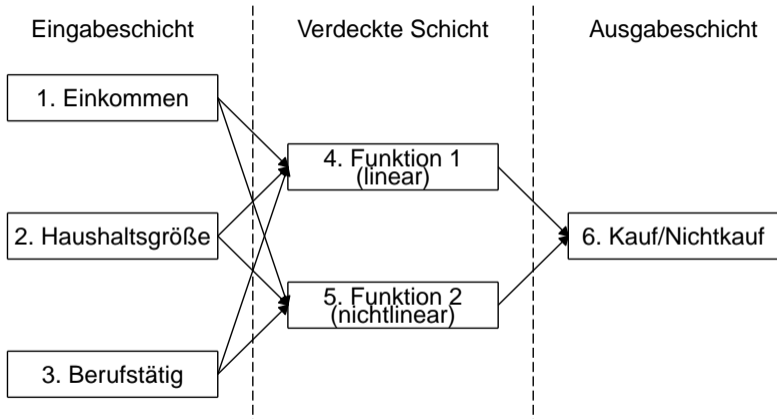 Eingabeschicht
Verdeckte Schicht
Ausgabeschicht
1. Einkommen
4. Funktion 1
(linear)
2. Haushaltsgröße
6. Kauf/Nichtkauf
5. Funktion 2
(nichtlinear)
3. Berufstätig